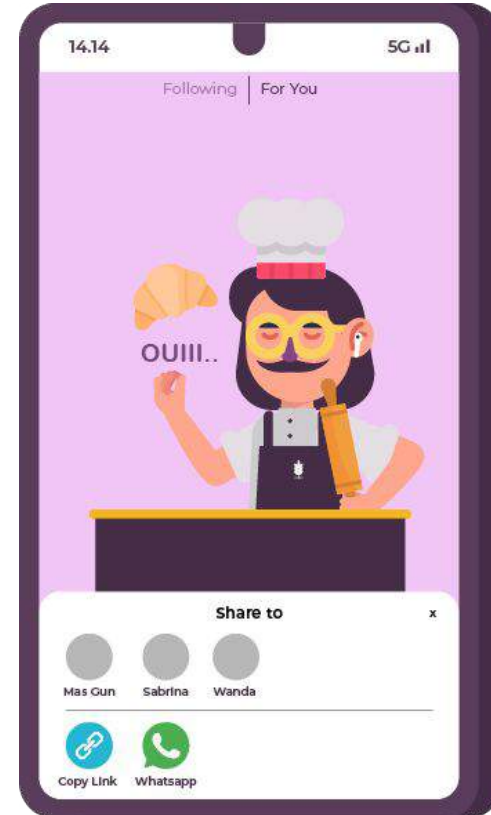 14.14 5G
Following For You
OUIII..
Share to x
Mas Gun Sabrina Wanda
Copy Link Whatsapp